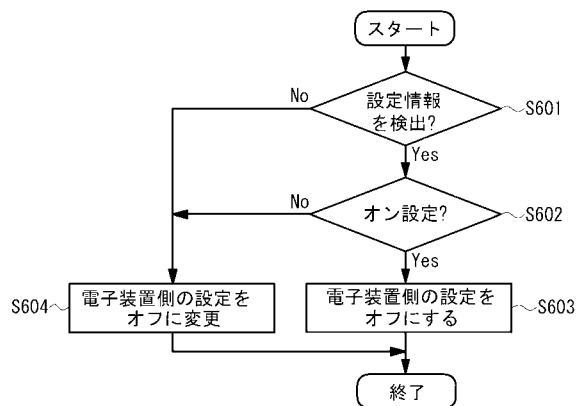 スタート
No
設定情報
を検出?
S601
Yes
No
オン設定?
S602
Yes
S604
電子装置側の設定を
オフに変更
電子装置側の設定を
オフにする
S603
終了